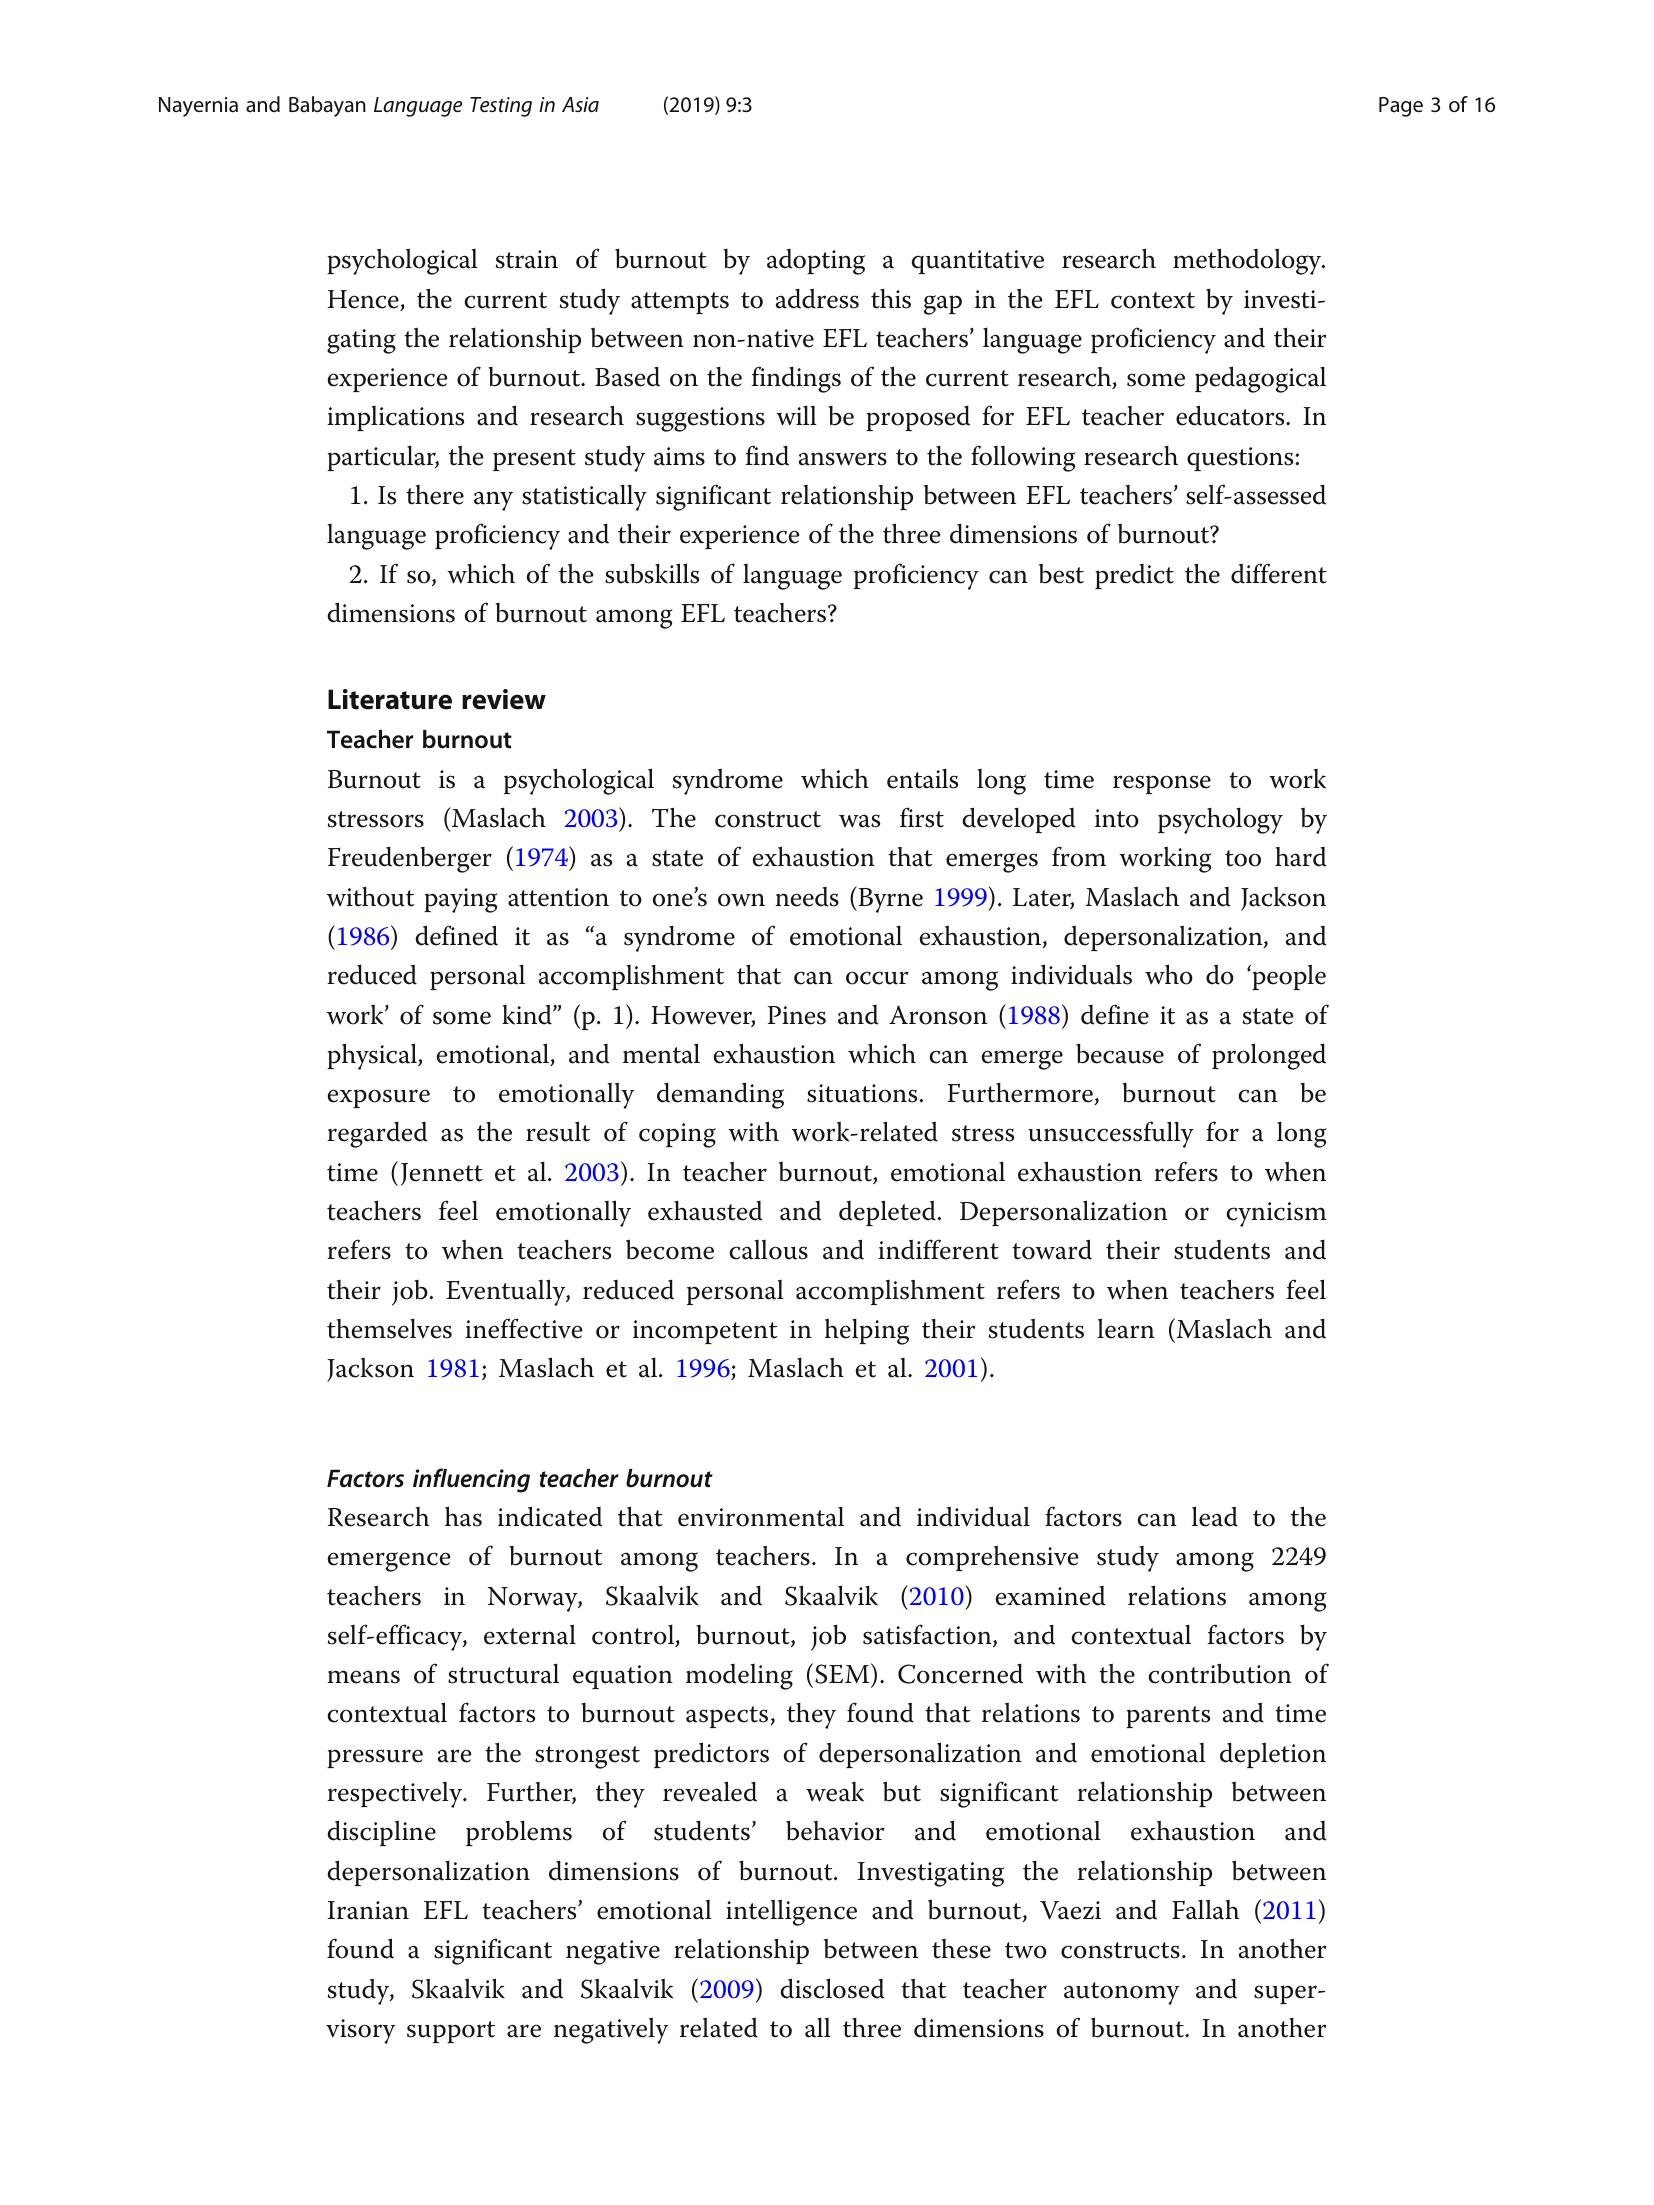 Nayernia and Babayan Language Testing in Asia (2019) 9:3 Page 3 of 16
psychological strain of burnout by adopting a quantitative research methodology.
Hence, the current study attempts to address this gap in the EFL context by investi-
gating the relationship between non-native EFL teachers’ language proficiency and their
experience of burnout. Based on the findings of the current research, some pedagogical
implications and research suggestions will be proposed for EFL teacher educators. In
particular, the present study aims to find answers to the following research questions:
1. Is there any statistically significant relationship between EFL teachers’ self-assessed
language proficiency and their experience of the three dimensions of burnout?
2. If so, which of the subskills of language proficiency can best predict the different
dimensions of burnout among EFL teachers?
Literature review
Teacher burnout
Burnout is a psychological syndrome which entails long time response to work
stressors (Maslach 2003). The construct was first developed into psychology by
Freudenberger (1974) as a state of exhaustion that emerges from working too hard
without paying attention to one’s own needs (Byrne 1999). Later, Maslach and Jackson
(1986) defined it as “a syndrome of emotional exhaustion, depersonalization, and
reduced personal accomplishment that can occur among individuals who do ‘people
work’ of some kind” (p. 1). However, Pines and Aronson (1988) define it as a state of
physical, emotional, and mental exhaustion which can emerge because of prolonged
exposure to emotionally demanding situations. Furthermore, burnout can be
regarded as the result of coping with work-related stress unsuccessfully for a long
time (Jennett et al. 2003). In teacher burnout, emotional exhaustion refers to when
teachers feel emotionally exhausted and depleted. Depersonalization or cynicism
refers to when teachers become callous and indifferent toward their students and
their job. Eventually, reduced personal accomplishment refers to when teachers feel
themselves ineffective or incompetent in helping their students learn (Maslach and
Jackson 1981; Maslach et al. 1996; Maslach et al. 2001).
Factors influencing teacher burnout
Research has indicated that environmental and individual factors can lead to the
emergence of burnout among teachers. In a comprehensive study among 2249
teachers in Norway, Skaalvik and Skaalvik (2010) examined relations among
self-efficacy, external control, burnout, job satisfaction, and contextual factors by
means of structural equation modeling (SEM). Concerned with the contribution of
contextual factors to burnout aspects, they found that relations to parents and time
pressure are the strongest predictors of depersonalization and emotional depletion
respectively. Further, they revealed a weak but significant relationship between
discipline problems of students’ behavior and emotional exhaustion and
depersonalization dimensions of burnout. Investigating the relationship between
Iranian EFL teachers’ emotional intelligence and burnout, Vaezi and Fallah (2011)
found a significant negative relationship between these two constructs. In another
study, Skaalvik and Skaalvik (2009) disclosed that teacher autonomy and super-
visory support are negatively related to all three dimensions of burnout. In another